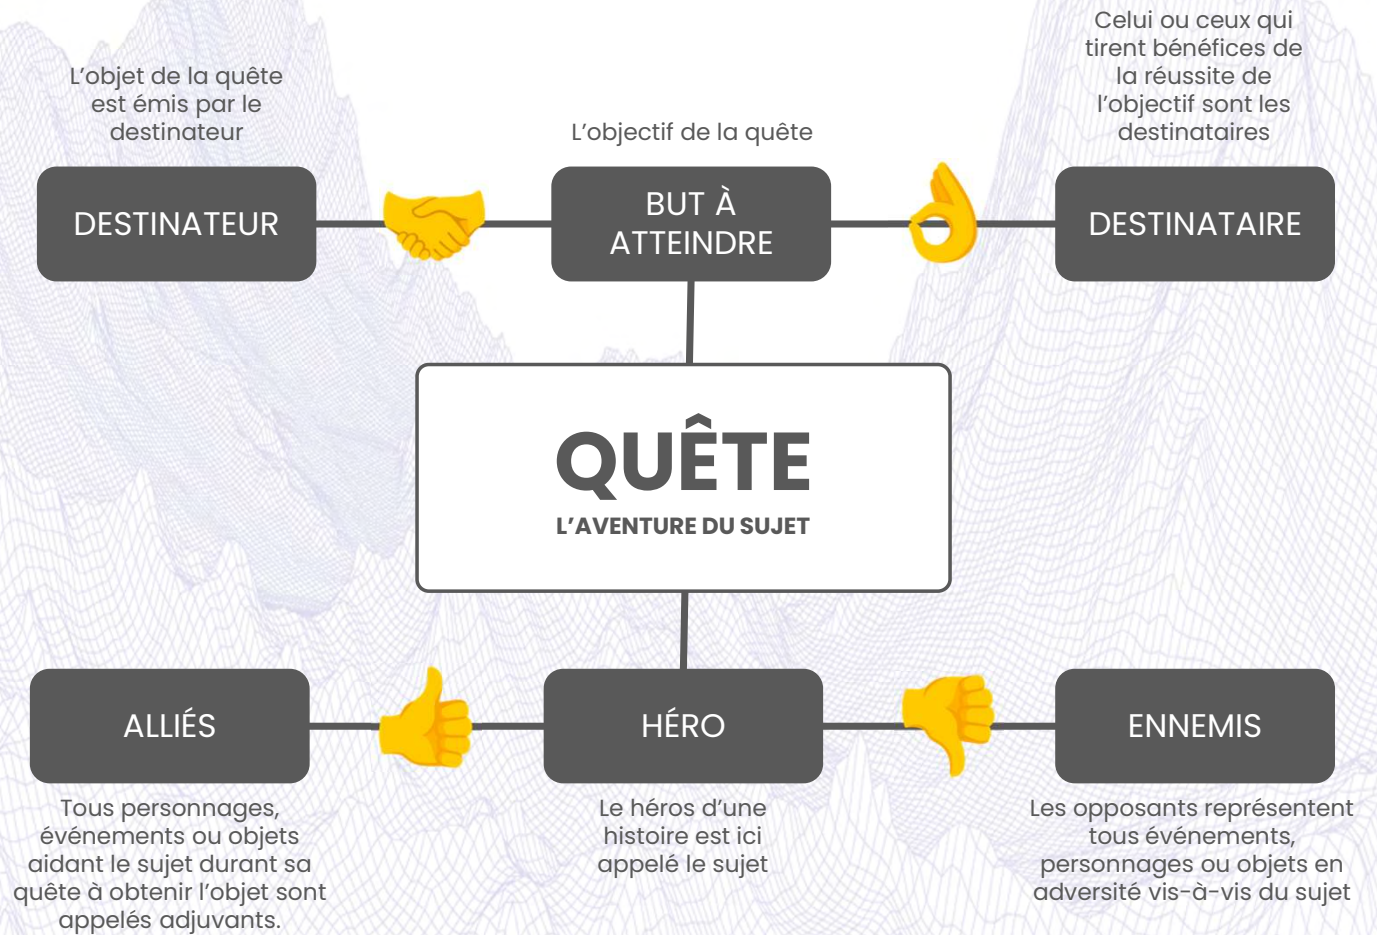 L'objet de la quête
est émis par le
destinateur
DESTINATEUR
L'objectif de la quête
BUT À
ATTEINDRE
Celui ou ceux qui
tirent bénéfices de
la réussite de
l'objectif sont les
destinataires
DESTINATAIRE
QUÊTE
L'AVENTURE DU SUJET
ALLIÉS
Tous personnages,
événements ou objets
aidant le sujet durant sa
quête à obtenir l'objet sont
appelés adjuvants.
HÉRO
Le héros d'une
histoire est ici
appelé le sujet
ENNEMIS
Les opposants représentent
tous événements,
personnages ou objets en
adversité vis-à-vis du sujet